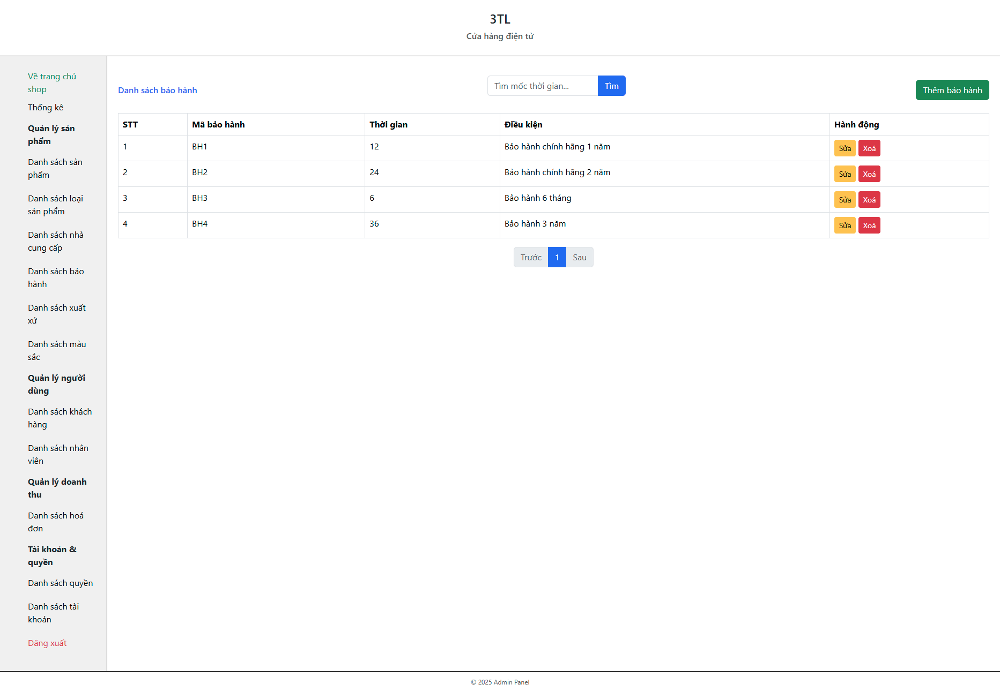 3TL
Cửa hàng điện tử
Về trang chủ
shop
Thống kê
Quản lý sản
phẩm
Danh sách sản
phẩm
Danh sách loại
sản phẩm
Danh sách nhà
cung cấp
Danh sách bảo
hành
Danh sách xuất
xứ
Danh sách màu
sắc
Quản lý người
dùng
Danh sách khách
hàng
Danh sách nhân
viên
Quản lý doanh
thu
Danh sách hoá
đơn
Tài khoản &
quyền
Danh sách quyền
Danh sách tài
khoản
Đăng xuất
Danh sách bảo hành
Tìm mốc thời gian... Tìm
Thêm bảo hành
STT Mã bảo hành Thời gian Điều kiện Hành động
1 BH1 12 Bảo hành chính hãng 1 năm Sửa Xoá
2 BH2 24 Bảo hành chính hãng 2 năm Sửa Xoá
3 BH3 6 Bảo hành 6 tháng Sửa Xoá
4 BH4 36 Bảo hành 3 năm Sửa Xoá
Trước 1 Sau
© 2025 Admin Panel